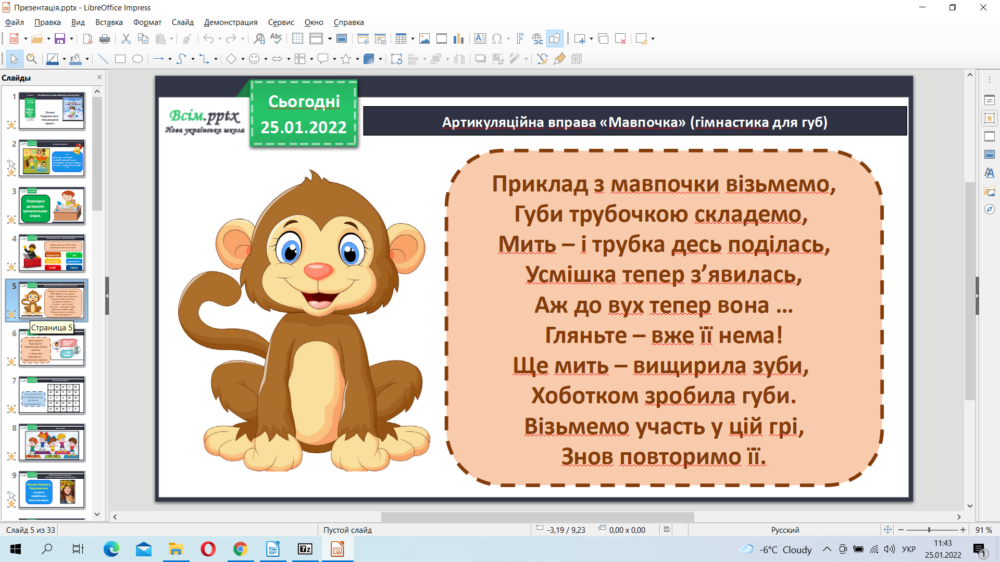 Презентація.pptx - LibreOffice Impress
Файл Правка Вид Вставка Формат Слайд Демонстрация Сервис Окно Справка
Слайды
1
2
3
Перевірка
домашніх
тренувальних
вправ.
4
5
Страница 5
6
7
8
9
Всім.pptx
Нова українська школа
Сьогодні
25.01.2022
Артикуляційна вправа «Мавпочка» (гімнастика для губ)
Приклад з мавпочки візьмемо,
Губи трубочкою складемо,
Мить – і трубка десь поділась,
Усмішка тепер з’явилась,
Аж до вух тепер вона ...
Гляньте – вже її нема!
Ще мить – вищирила зуби,
Хоботком зробила губи.
Візьмемо участь у цій грі,
Знов повторимо її.
Слайд 5 из 33
Пустой слайд
-3,19 / 9,23
0,00 x 0,00
Русский
91 %
-6°C Cloudy
УКР
11:43
25.01.2022
1